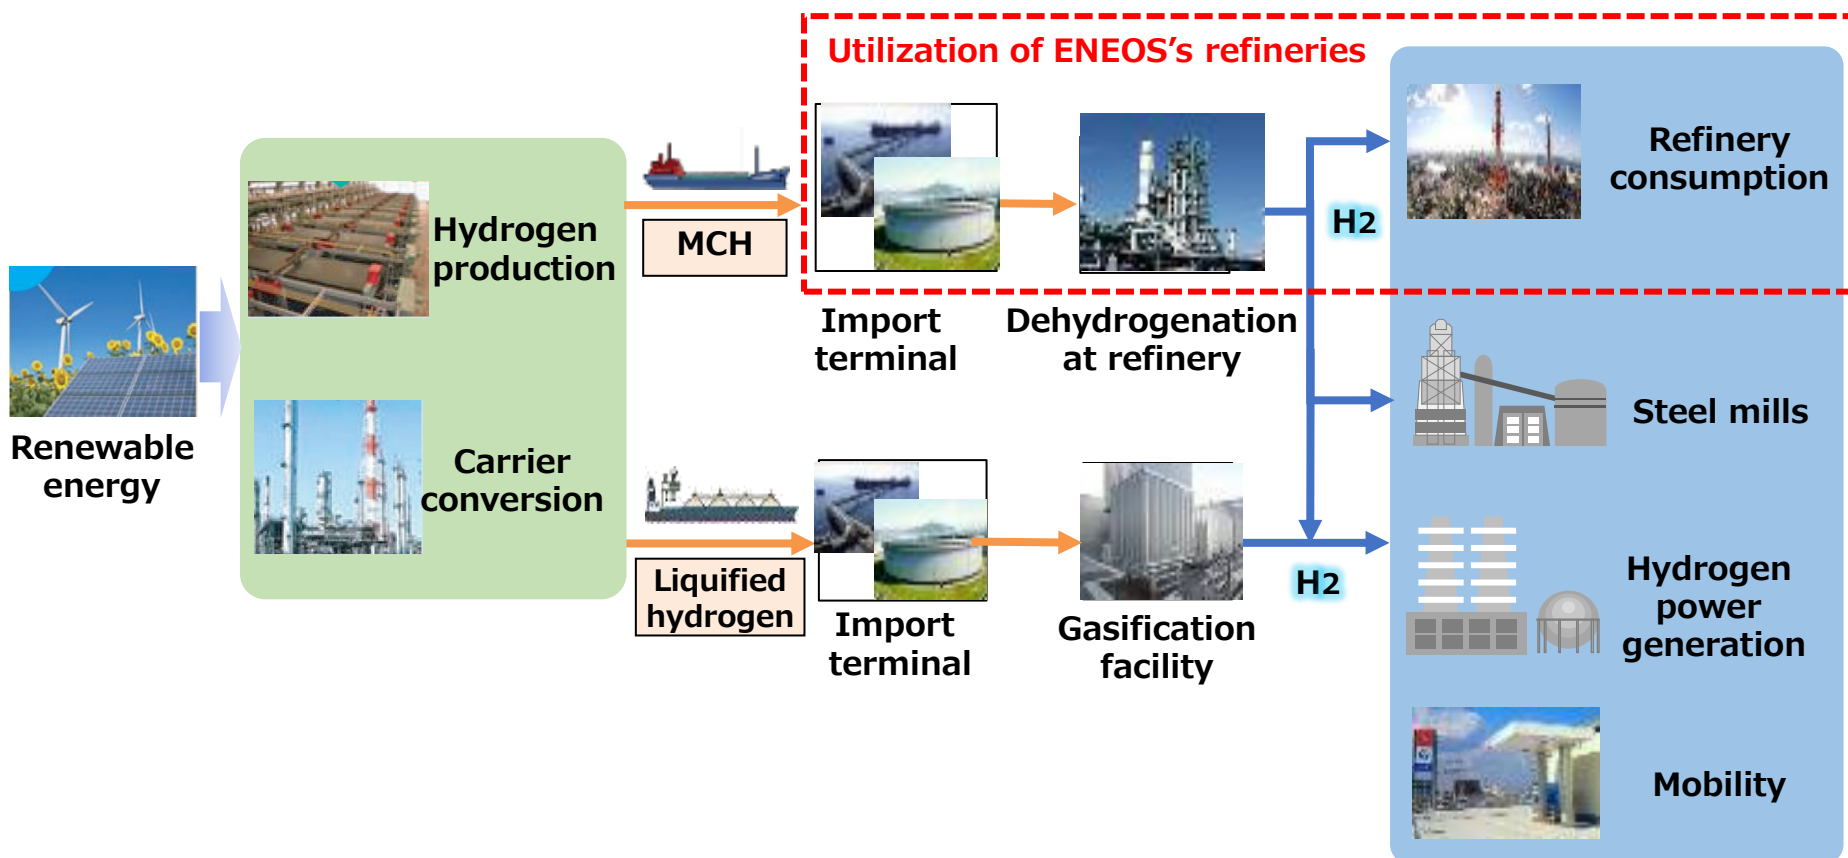 Utilization of ENEOS's refineries
Renewable
energy
Hydrogen
production
Carrier
conversion
MCH
Liquified
hydrogen
Import
terminal
Dehydrogenation
at refinery
Import
terminal
Gasification
facility
H2
H2
Refinery
consumption
Steel mills
Hydrogen
power
generation
Mobility